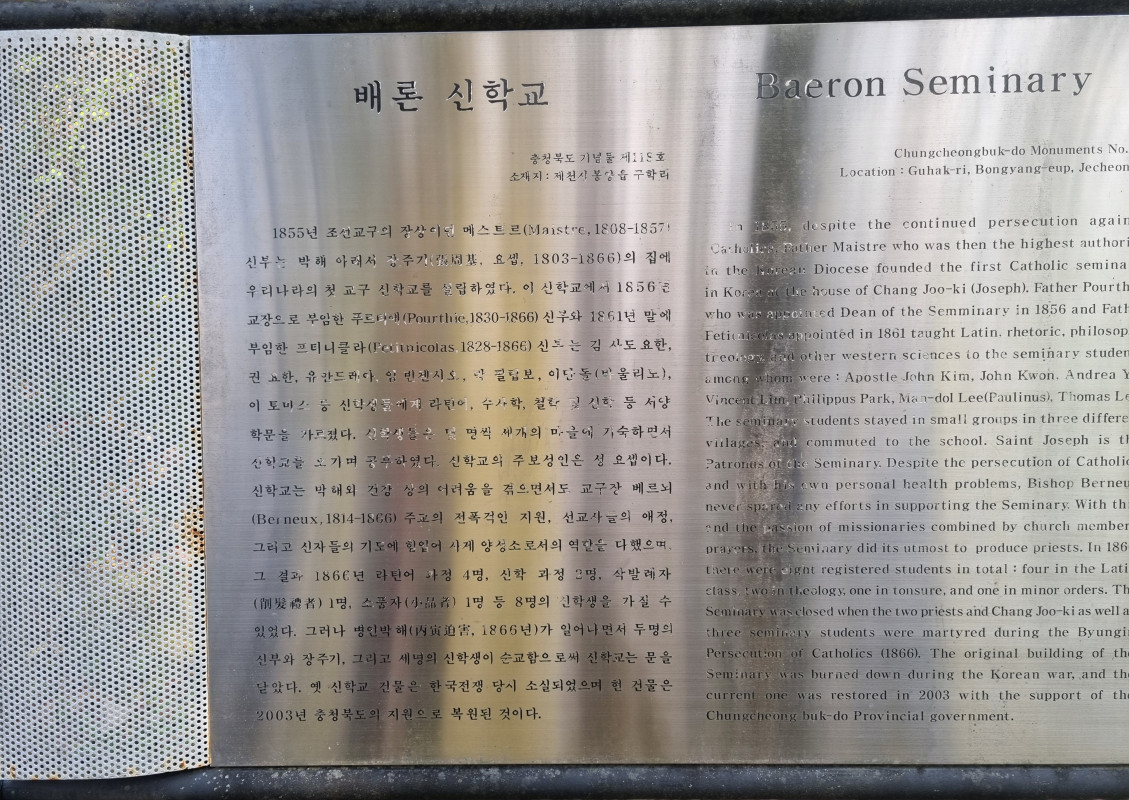 배론 신학교
충청북도 기념물 제118호
소재지 : 제천시 봉양읍 구학리
1855년 조선교구의 장상이던 메스트르(Maistre, 1808-1857)
신부는 박해 아래서 장주기(張周基, 요셉, 1803-1866)의 집에
우리나라의 첫 교구 신학교를 설립하였다. 이 신학교에서 1856년
교장으로 부임한 푸르티에(Pourthie,1830-1866) 신부와 1861년 말에
부임한 프티니콜라(Petitnicolas,1828-1866) 신부는 김 사도요한,
권 요한, 유 안드레아, 임 빈첸시오, 박 필립보, 이만돌(바울리노),
이 토마스 등 신학생들에게 라틴어, 수사학, 철학 및 신학 등 서양
학문을 가르쳤다. 신학생들은 몇 명씩 세개의 마을에 기숙하면서
신학교를 오가며 공부하였다. 신학교의 주보성인은 성 요셉이다.
신학교는 박해와 건강 상의 어려움을 겪으면서도 교구장 베르뇌
(Berneux, 1814-1866) 주교의 전폭적인 지원, 선교사들의 애정,
그리고 신자들의 기도에 힘입어 사제 양성소로서의 역할을 다했으며,
그 결과 1866년 라틴어 과정 4명, 신학 과정 2명, 삭발례자
(削髮禮者) 1명, 소품자(小品者) 1명 등 8명의 신학생을 가질 수
있었다. 그러나 병인박해(丙寅迫害, 1866년)가 일어나면서 두명의
신부와 장주기, 그리고 세명의 신학생이 순교함으로써 신학교는 문을
닫았다. 옛 신학교 건물은 한국전쟁 당시 소실되었으며 현 건물은
2003년 충청북도의 지원으로 복원된 것이다.
Baeron Seminary
Chungcheongbuk-do Monuments No.
Location : Guhak-ri, Bongyang-eup, Jecheon
In 1855, despite the continued persecution again
Catholics, Father Maistre who was then the highest authori
in the Korean Diocese founded the first Catholic semina
in Korea at the house of Chang Joo-ki (Joseph). Father Pourth
who was appointed Dean of the Semminary in 1856 and Fath
appointed in 1861 taught Latin, rhetoric, philosop
and other western sciences to the seminary studen
among whom were : Apostle John Kim, John Kwon, Andrea Y
Vincent Lim, Philippus Park, Man-dol Lee(Paulinus), Thomas Le
The seminary students stayed in small groups in three differe
villages and commuted to the school. Saint Joseph is th
Patronus of the Seminary. Despite the persecution of Catholic
and with his own personal health problems, Bishop Berneu
never spared any efforts in supporting the Seminary. With thi
and the passion of missionaries combined by church member
prayers, the Seminary did its utmost to produce priests. In 186
there were eight registered students in total : four in the Lati
class, two in theology, one in tonsure, and one in minor orders. Th
Seminary was closed when the two priests and Chang Joo-ki as well a
three seminary students were martyred during the Byungi
Persecution of Catholics (1866). The original building of the
Seminary was burned down during the Korean war, and the
current one was restored in 2003 with the support of the
Chungcheong buk-do Provincial government.